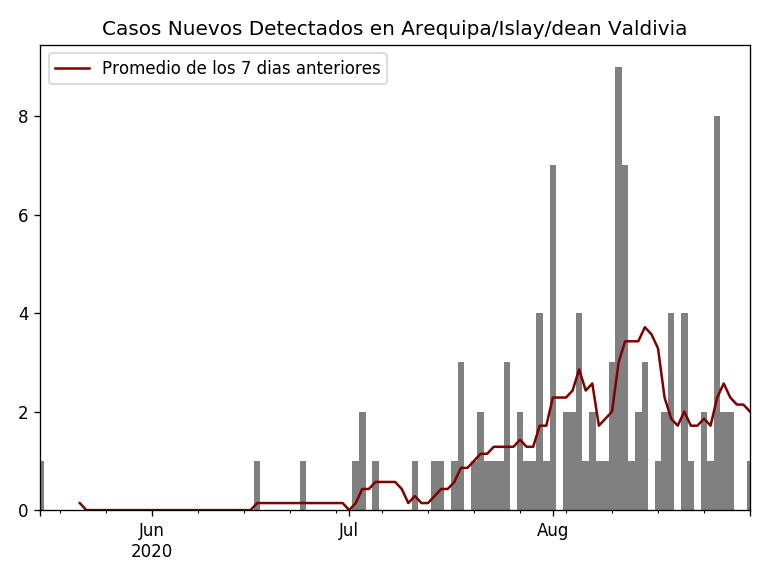 Casos Nuevos Detectados en Arequipa/Islay/dean Valdivia
Promedio de los 7 dias anteriores
8
6
4
2
0
Jun
2020
Jul
Aug